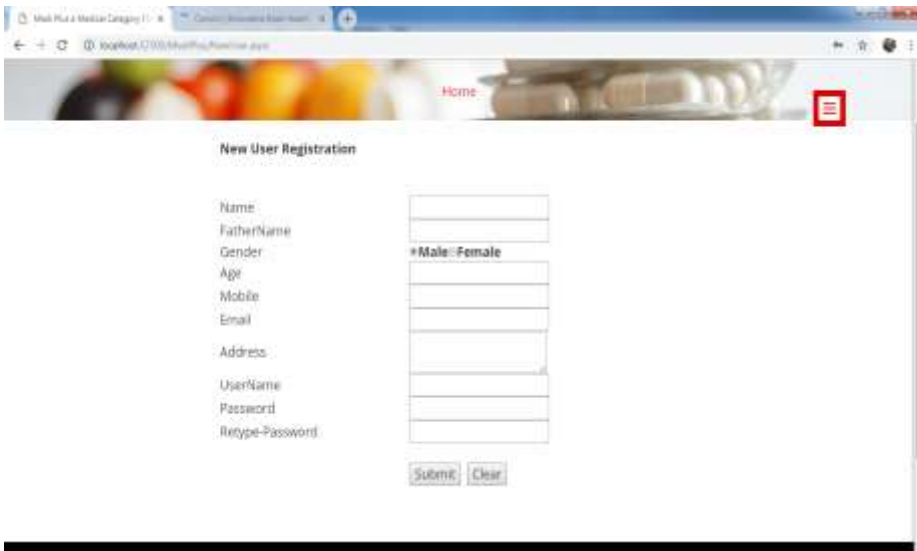 Home
New User Registration
Name
FatherName
Gender Male Female
Age
Mobile
Email
Address
UserName
Password
Retype-Password
Submit Clear